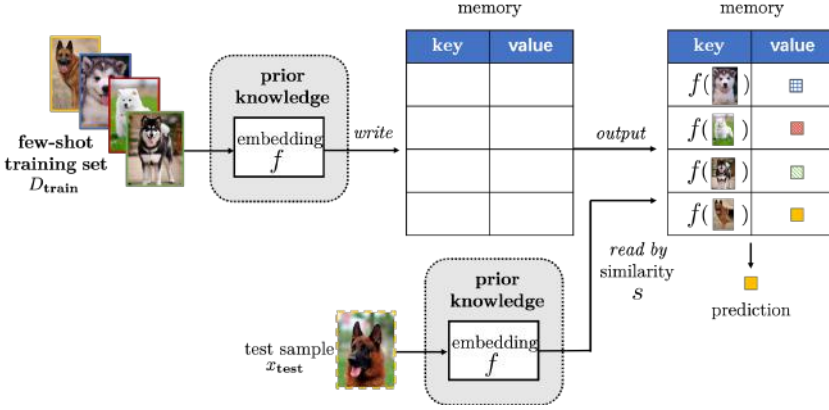 memory
memory
key value
key value
prior
knowledge
embedding
f
few-shot
training set
D_train
write
output
f( )
f( )
f( )
f( )
read by
similarity
s
prediction
prior
knowledge
embedding
f
test sample
x_test